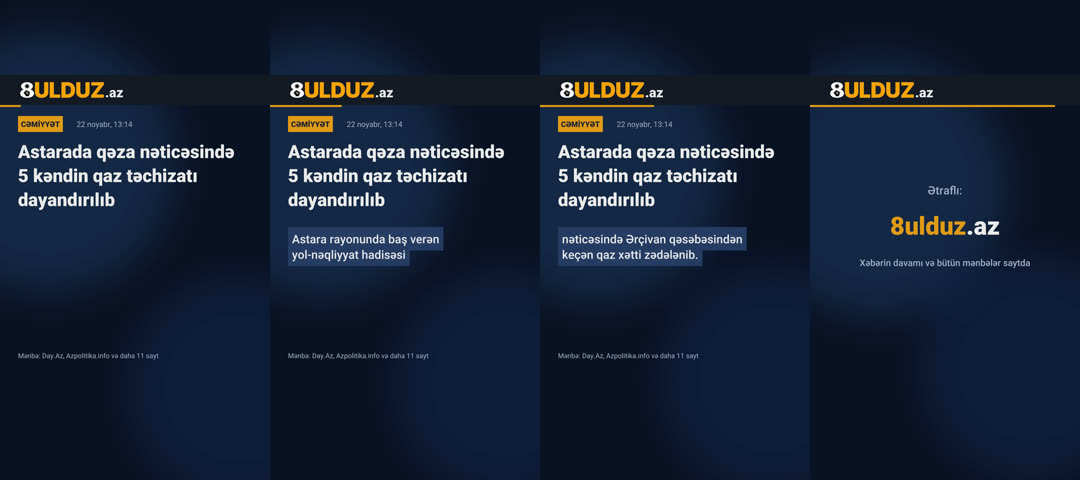 8ULDUZ.az
CƏMİYYƏT 22 noyabr, 13:14
Astarada qəza nəticəsində
5 kəndin qaz təchizatı
dayandırılıb
Mənbə: Day.Az, Azpolitika.info və daha 11 sayt
8ULDUZ.az
CƏMİYYƏT 22 noyabr, 13:14
Astarada qəza nəticəsində
5 kəndin qaz təchizatı
dayandırılıb
Astara rayonunda baş verən
yol-nəqliyyat hadisəsi
Mənbə: Day.Az, Azpolitika.info və daha 11 sayt
8ULDUZ.az
CƏMİYYƏT 22 noyabr, 13:14
Astarada qəza nəticəsində
5 kəndin qaz təchizatı
dayandırılıb
nəticəsində Ərçivan qəsəbəsindən
keçən qaz xətti zədələnib.
Mənbə: Day.Az, Azpolitika.info və daha 11 sayt
8ULDUZ.az
Ətraflı:
8ulduz.az
Xəbərin davamı və bütün mənbələr saytda